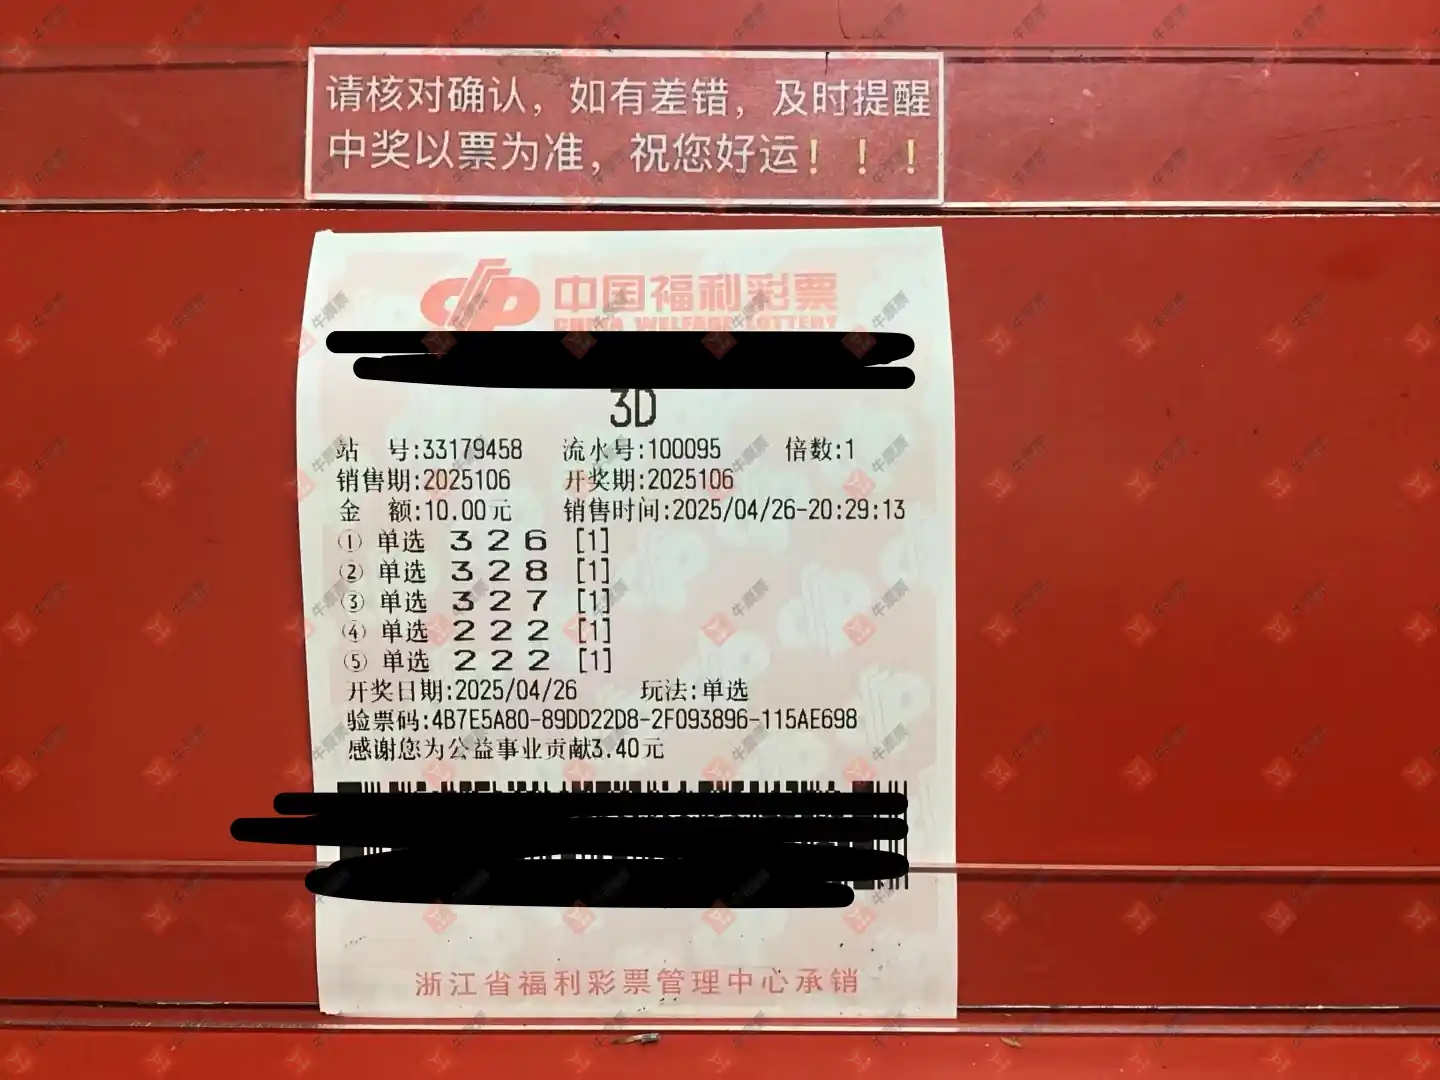 请核对确认，如有差错，及时提醒
中奖以票为准，祝您好运！！！
中国福利彩票
CHINA WELFARE LOTTERY
3D
站 号:33179458 流水号:100095 倍数:1
销售期:2025106 开奖期:2025106
金 额:10.00元 销售时间:2025/04/26-20:29:13
① 单选 3 2 6 [1]
② 单选 3 2 8 [1]
③ 单选 3 2 7 [1]
④ 单选 2 2 2 [1]
⑤ 单选 2 2 2 [1]
开奖日期:2025/04/26 玩法:单选
验票码:4B7E5A80-89DD22D8-2F093896-115AE698
感谢您为公益事业贡献3.40元
浙江省福利彩票管理中心承销